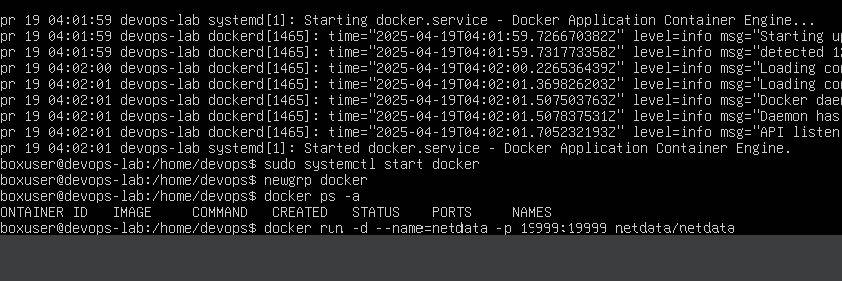 pr 19 04:01:59 devops-lab systemd[1]: Starting docker.service - Docker Application Container Engine...
pr 19 04:01:59 devops-lab dockerd[1465]: time="2025-04-19T04:01:59.726670382Z" level=info msg="Starting up
pr 19 04:01:59 devops-lab dockerd[1465]: time="2025-04-19T04:01:59.731773358Z" level=info msg="detected 12
pr 19 04:02:00 devops-lab dockerd[1465]: time="2025-04-19T04:02:00.226536439Z" level=info msg="Loading con
pr 19 04:02:01 devops-lab dockerd[1465]: time="2025-04-19T04:02:01.369826203Z" level=info msg="Loading con
pr 19 04:02:01 devops-lab dockerd[1465]: time="2025-04-19T04:02:01.507503763Z" level=info msg="Docker daem
pr 19 04:02:01 devops-lab dockerd[1465]: time="2025-04-19T04:02:01.507837531Z" level=info msg="Daemon has
pr 19 04:02:01 devops-lab dockerd[1465]: time="2025-04-19T04:02:01.705232193Z" level=info msg="API listen
pr 19 04:02:01 devops-lab systemd[1]: Started docker.service - Docker Application Container Engine.
boxuser@devops-lab:/home/devops$ sudo systemctl start docker
boxuser@devops-lab:/home/devops$ newgrp docker
boxuser@devops-lab:/home/devops$ docker ps -a
ONTAINER ID IMAGE COMMAND CREATED STATUS PORTS NAMES
boxuser@devops-lab:/home/devops$ docker run -d --name=netdata -p 19999:19999 netdata/netdata